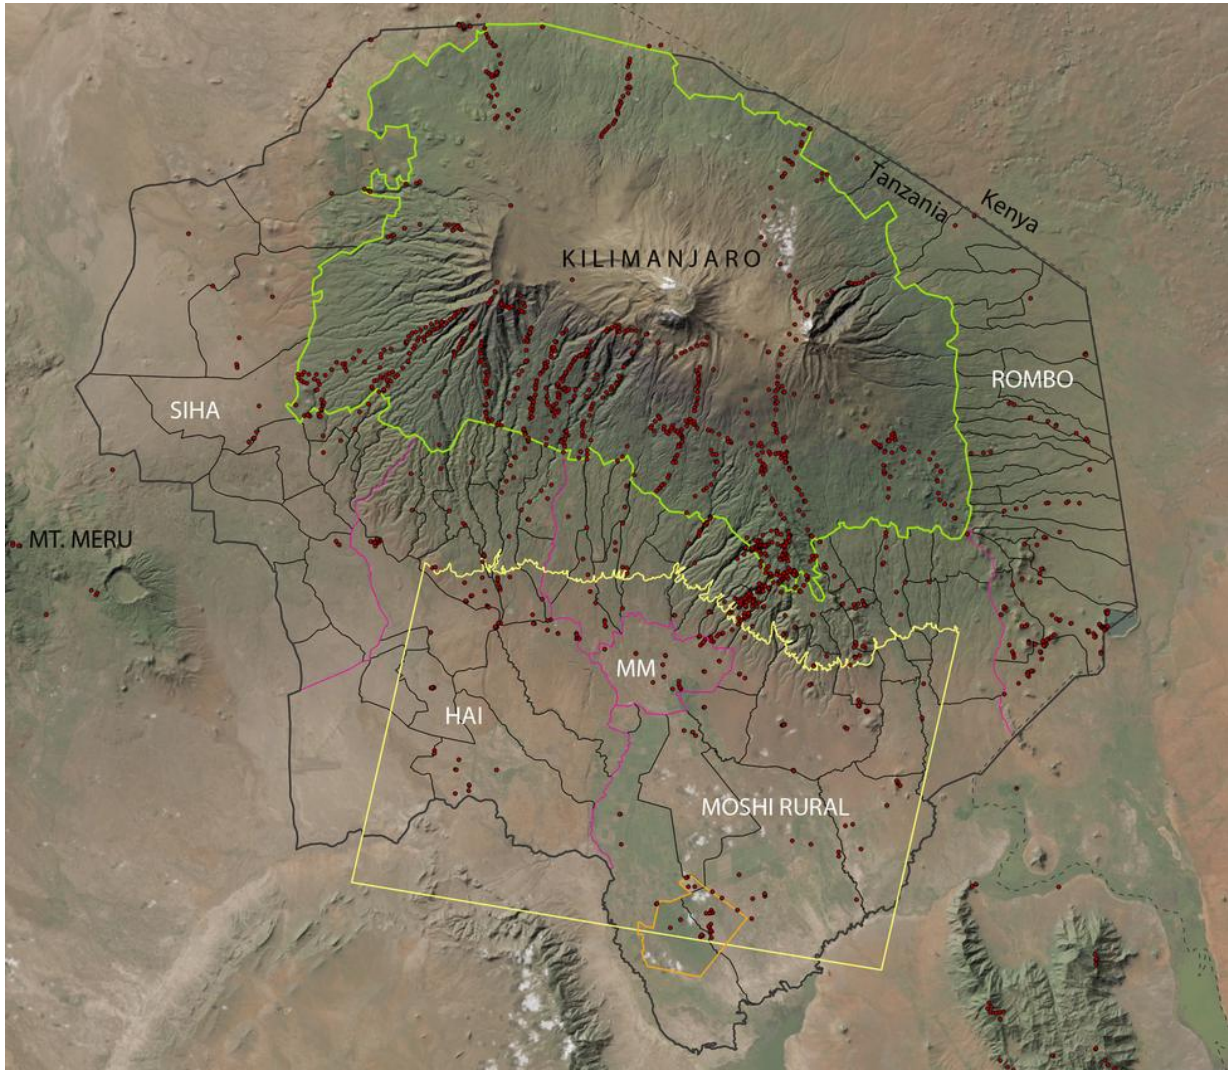 Tanzania
Kenya
KILIMANJARO
ROMBO
SIHA
MT. MERU
MM
HAI
MOSHI RURAL